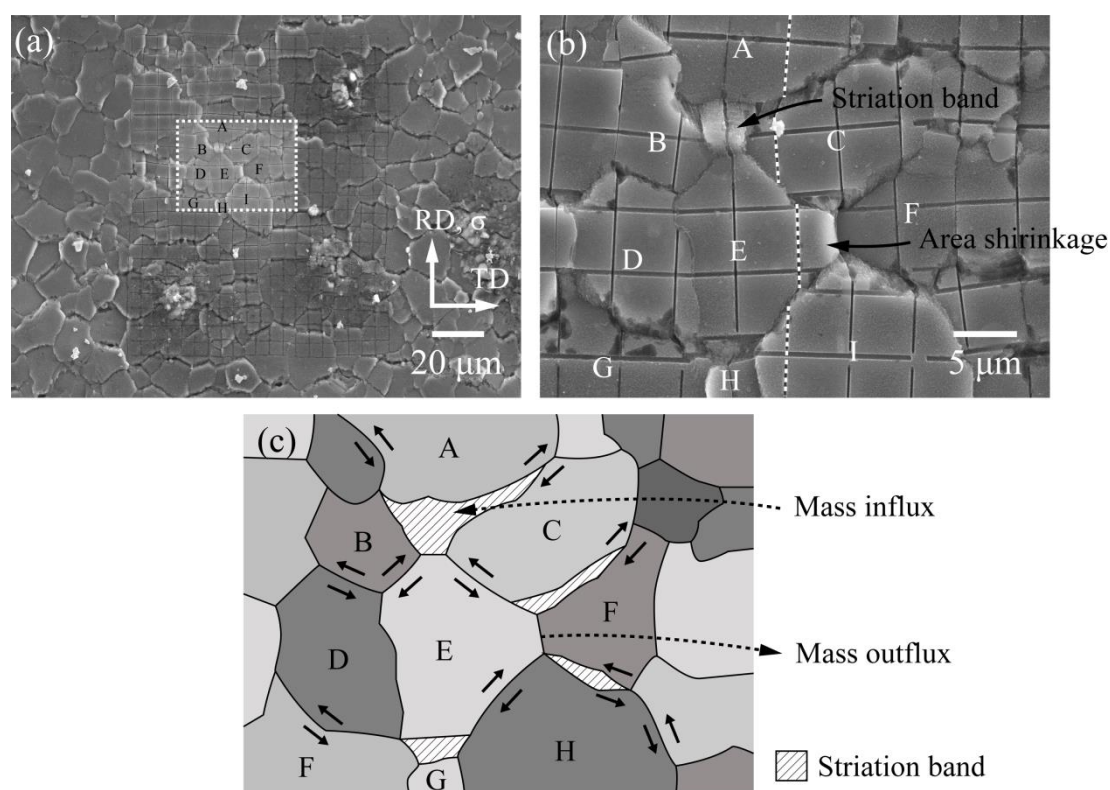 (a)
A
B
C
D
E
F
G
H
I
RD, σ
TD
20 μm
(b)
A
Striation band
B
C
F
D
E
Area shirinkage
G
H
I
5 μm
(c)
A
B
C
Mass influx
D
E
F
Mass outflux
F
G
H
Striation band